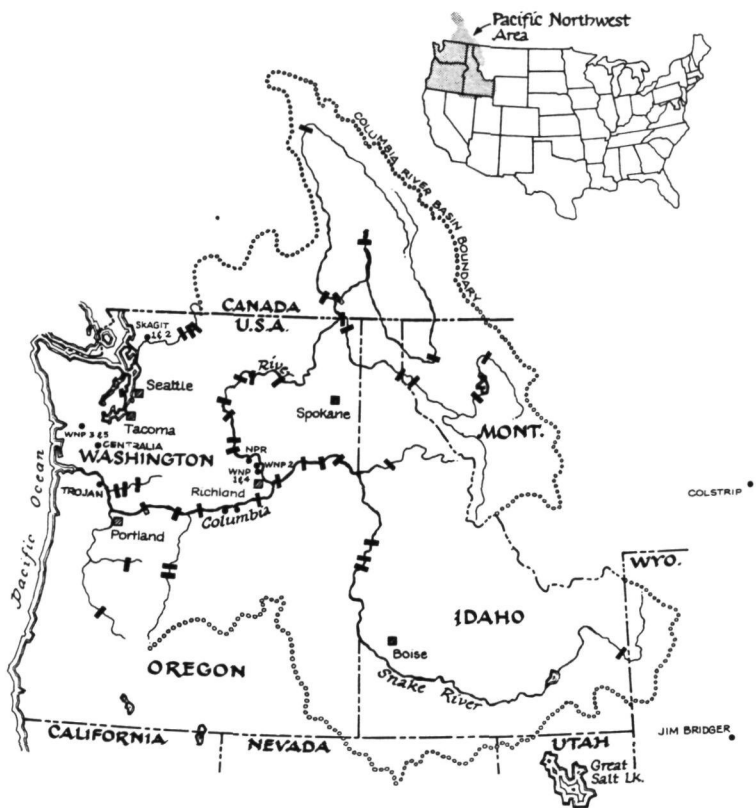 Pacific Northwest
Area
COLUMBIA RIVER BASIN BOUNDARY
CANADA
U.S.A.
SKAGIT
1&2
River
Seattle
Spokane
Tacoma
MONT.
WNP 3&5
CENTRALIA
WASHINGTON
NPR
WNP 2
WNP
1&4
TROJAN
Richland
Columbia
COLSTRIP
Portland
Pacific Ocean
WYO.
IDAHO
Boise
OREGON
Snake River
CALIFORNIA
NEVADA
UTAH
JIM BRIDGER
Great
Salt Lk.